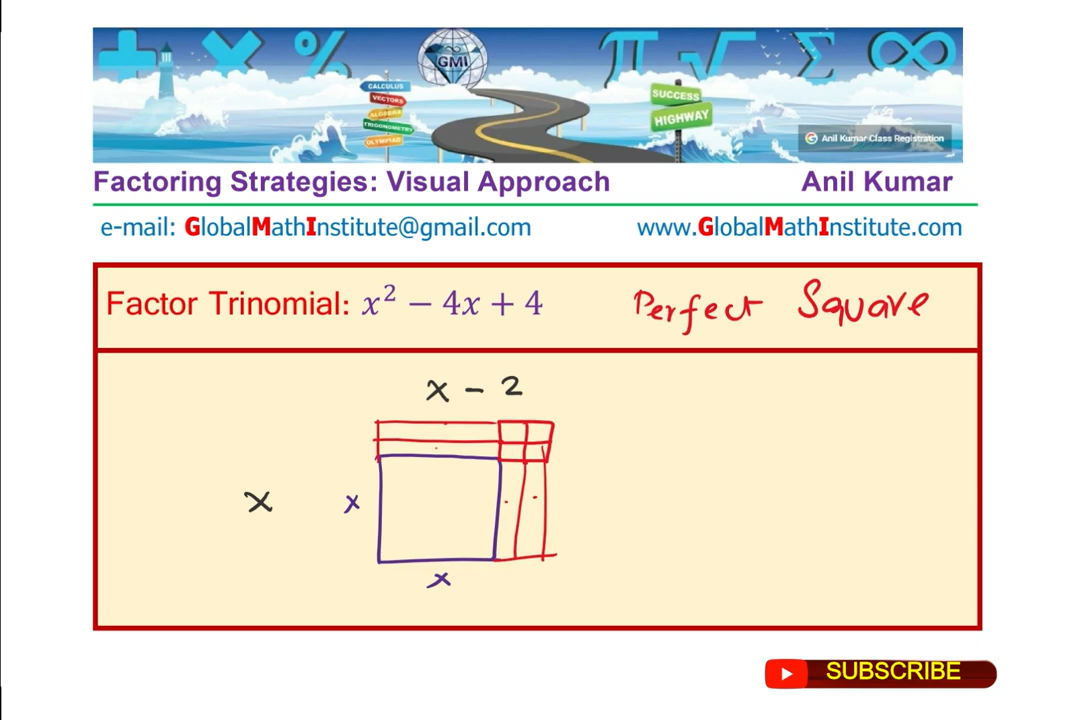 + × % GMI π √ Σ ∞
CALCULUS
VECTORS
ALGEBRA
TRIGONOMETRY
OLYMPIAD
SUCCESS
HIGHWAY
G Anil Kumar Class Registration
Factoring Strategies: Visual Approach Anil Kumar
e-mail: GlobalMathInstitute@gmail.com www.GlobalMathInstitute.com
Factor Trinomial: x² − 4x + 4 Perfect Square
x − 2
x x
x
SUBSCRIBE